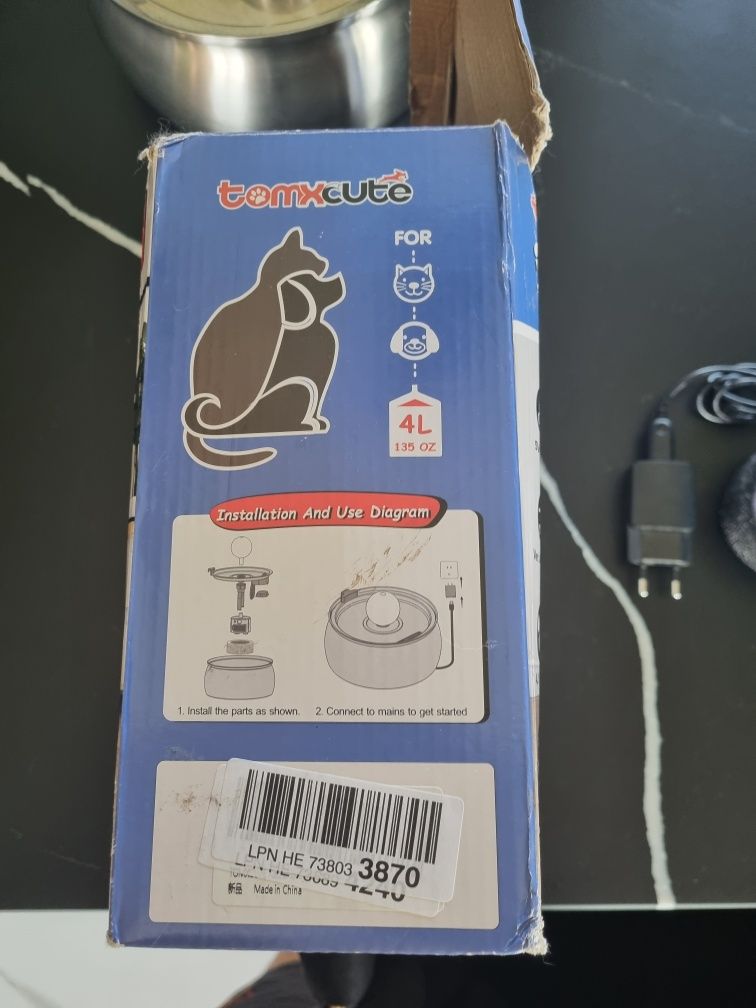 tomxcute
FOR
4L
135 OZ
Installation And Use Diagram
1. Install the parts as shown. 2. Connect to mains to get started
LPN HE 73803 3870
新品 Made in China